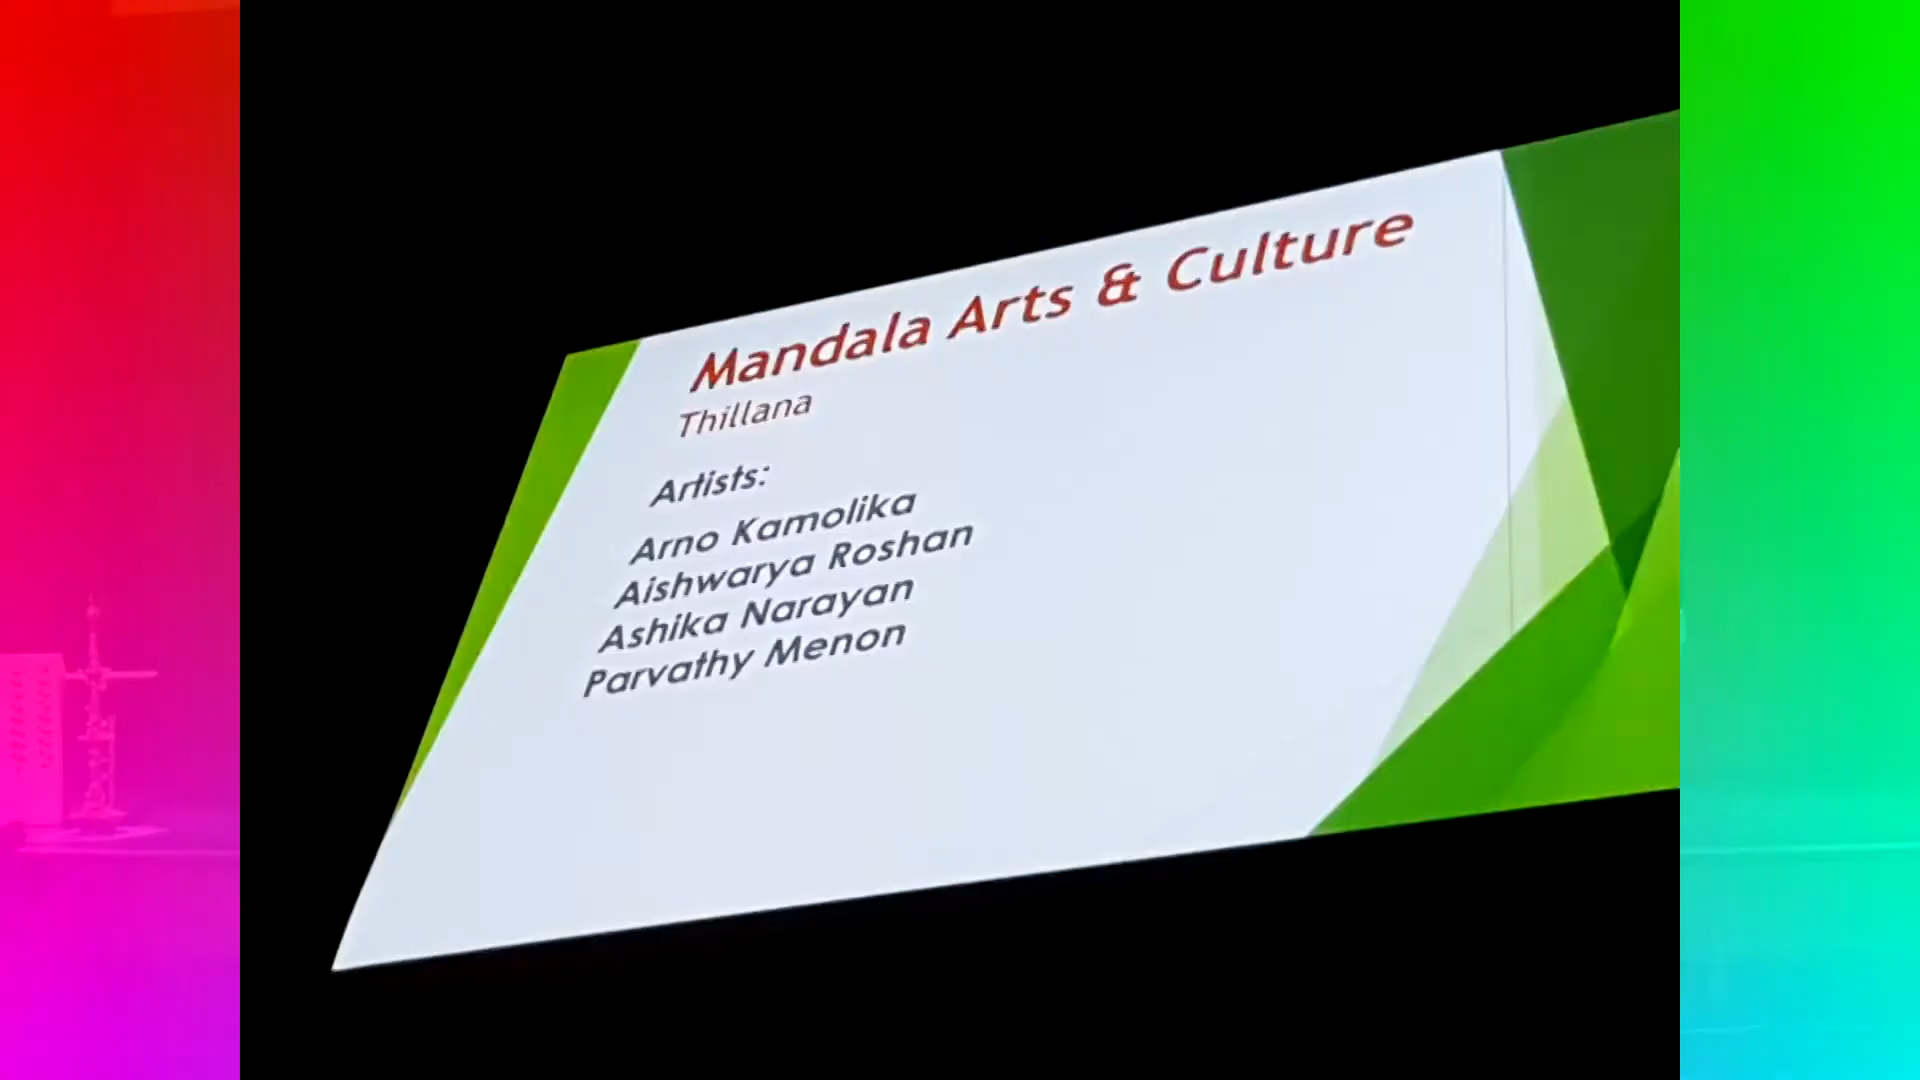 Mandala Arts & Culture
Thillana
Artists:
Arno Kamolika
Aishwarya Roshan
Ashika Narayan
Parvathy Menon